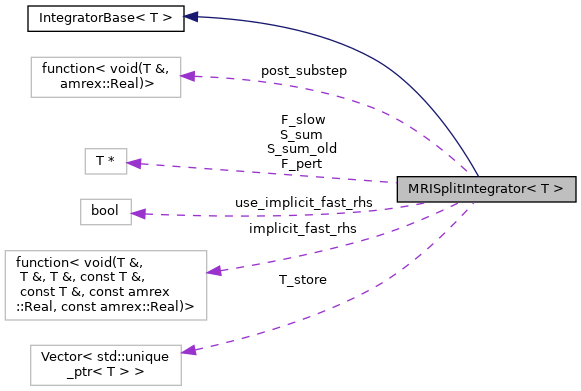 IntegratorBase< T >
function< void(T &,
amrex::Real)>
post_substep
F_slow
S_sum
S_sum_old
F_pert
T *
MRISplitIntegrator< T >
bool
use_implicit_fast_rhs
implicit_fast_rhs
function< void(T &,
T &, T &, const T &,
const T &, const amrex
::Real, const amrex::Real)>
T_store
Vector< std::unique
_ptr< T > >